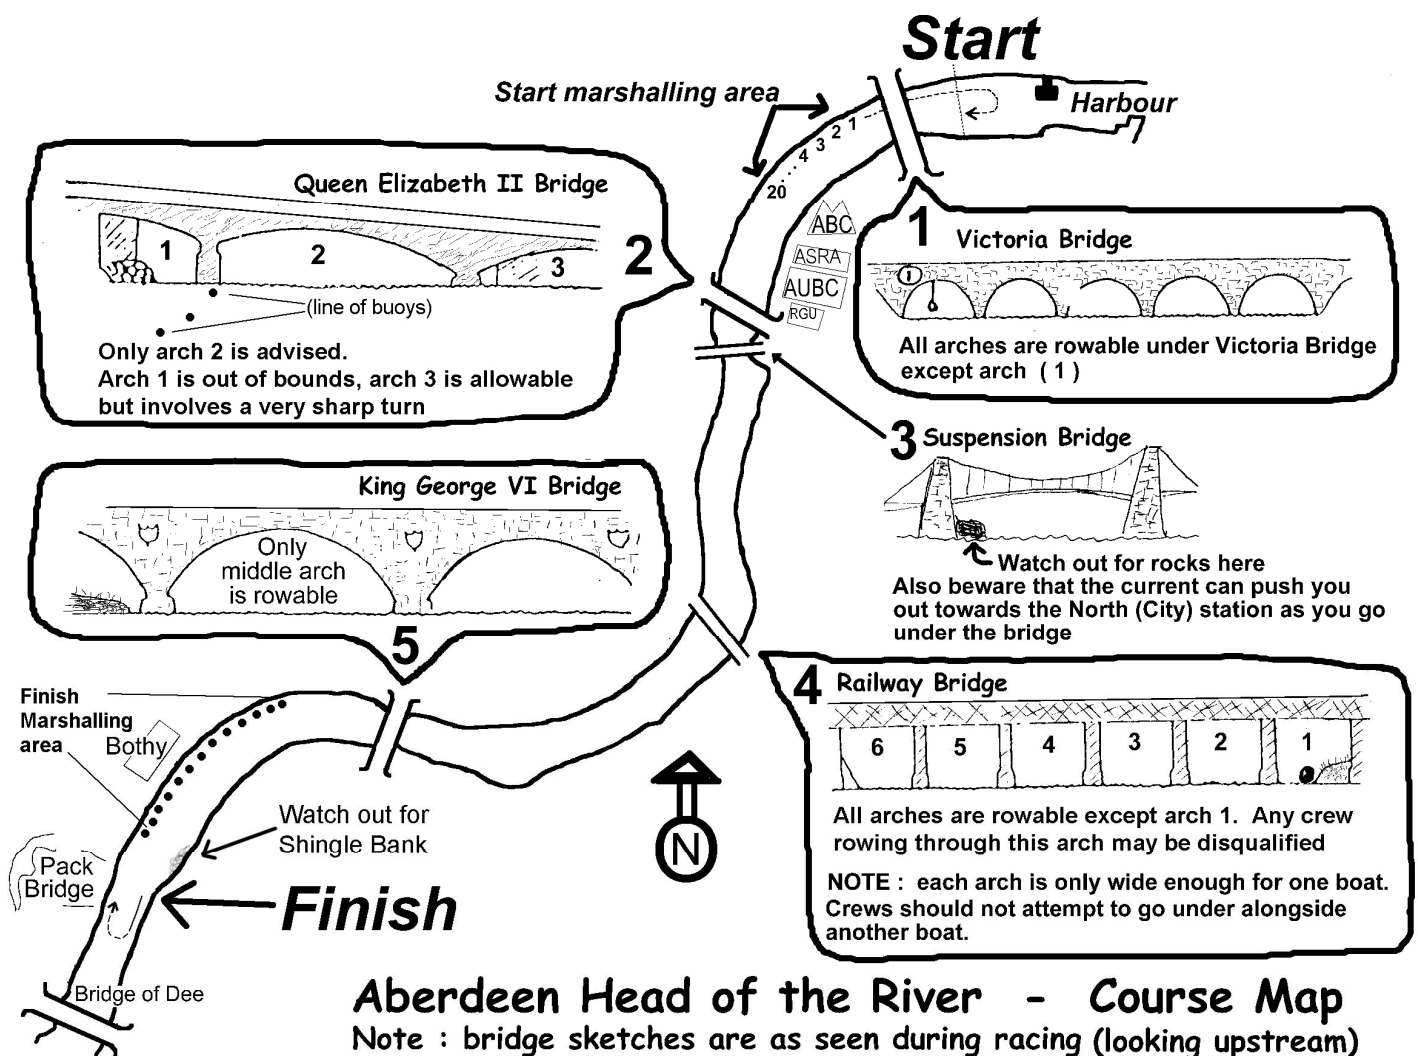 Start
Start marshalling area
Harbour
1
2
3
4
20
ABC
ASRA
AUBC
RGU
Queen Elizabeth II Bridge
2
1
2
3
(line of buoys)
Only arch 2 is advised.
Arch 1 is out of bounds, arch 3 is allowable
but involves a very sharp turn
1
Victoria Bridge
1
All arches are rowable under Victoria Bridge
except arch ( 1 )
3 Suspension Bridge
Watch out for rocks here
Also beware that the current can push you
out towards the North (City) station as you go
under the bridge
King George VI Bridge
Only
middle arch
is rowable
5
4 Railway Bridge
6 5 4 3 2 1
All arches are rowable except arch 1. Any crew
rowing through this arch may be disqualified
NOTE : each arch is only wide enough for one boat.
Crews should not attempt to go under alongside
another boat.
Finish
Marshalling
area
Bothy
Watch out for
Shingle Bank
Pack
Bridge
Finish
N
Bridge of Dee
Aberdeen Head of the River - Course Map
Note : bridge sketches are as seen during racing (looking upstream)